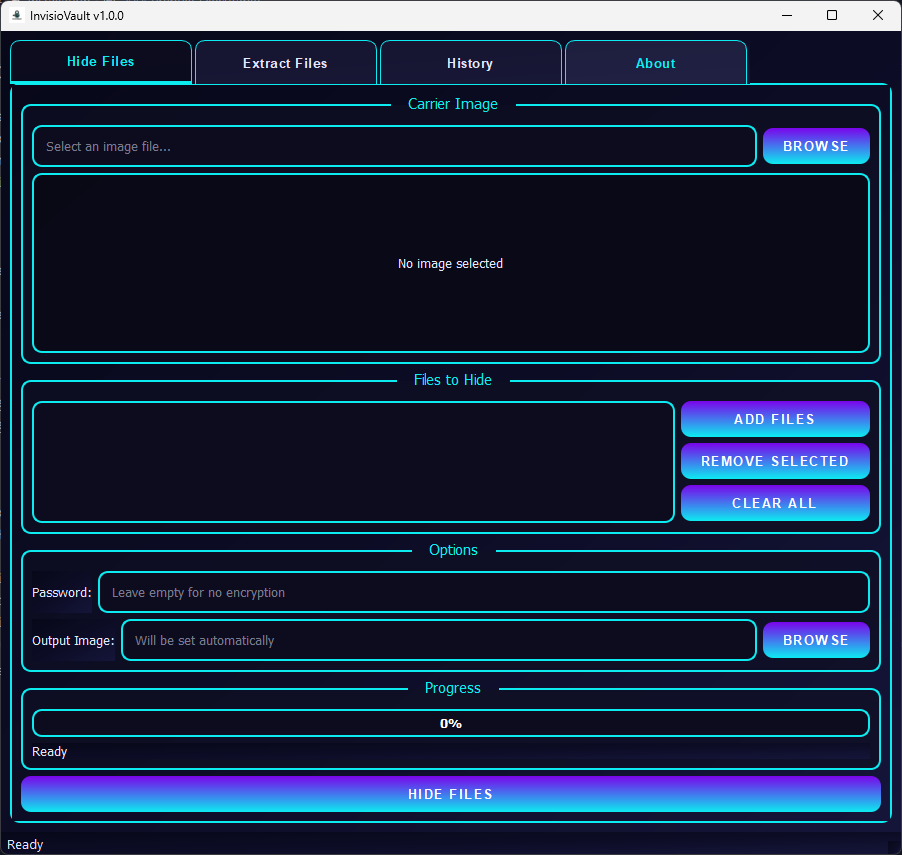 InvisioVault v1.0.0
Hide Files
Extract Files
History
About
Carrier Image
Select an image file...
BROWSE
No image selected
Files to Hide
ADD FILES
REMOVE SELECTED
CLEAR ALL
Options
Password:
Leave empty for no encryption
Output Image:
Will be set automatically
BROWSE
Progress
0%
Ready
HIDE FILES
Ready